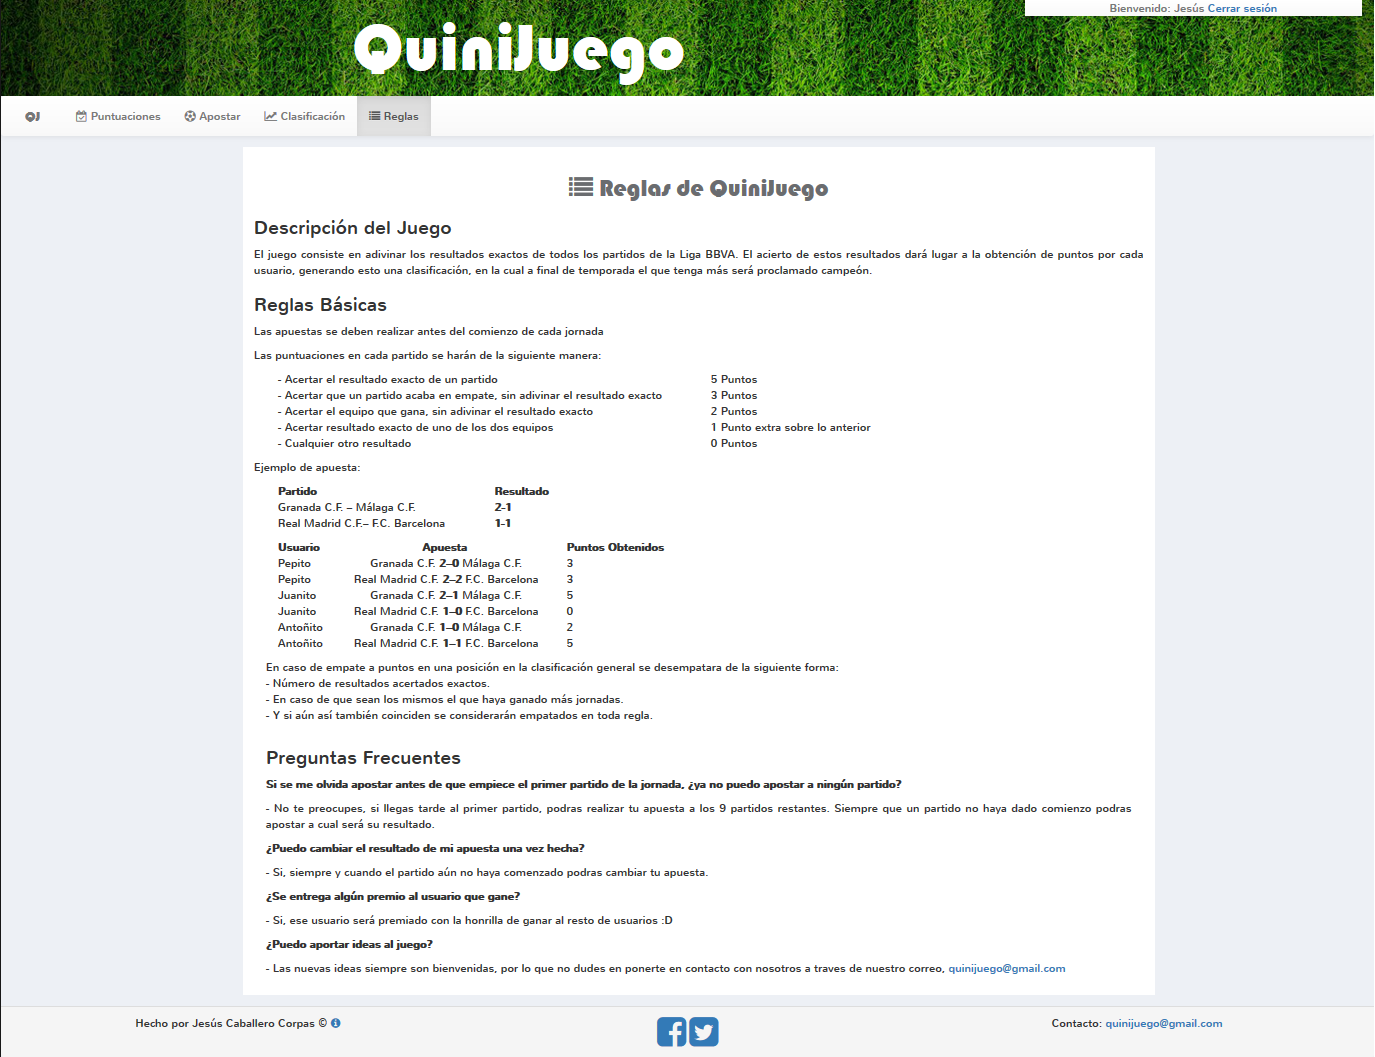 Bienvenido: Jesús Cerrar sesión
QuiniJuego
QJ Puntuaciones Apostar Clasificación Reglas
Reglas de QuiniJuego
Descripción del Juego
El juego consiste en adivinar los resultados exactos de todos los partidos de la Liga BBVA. El acierto de estos resultados dará lugar a la obtención de puntos por cada
usuario, generando esto una clasificación, en la cual a final de temporada el que tenga más será proclamado campeón.
Reglas Básicas
Las apuestas se deben realizar antes del comienzo de cada jornada
Las puntuaciones en cada partido se harán de la siguiente manera:
- Acertar el resultado exacto de un partido 5 Puntos
- Acertar que un partido acaba en empate, sin adivinar el resultado exacto 3 Puntos
- Acertar el equipo que gana, sin adivinar el resultado exacto 2 Puntos
- Acertar resultado exacto de uno de los dos equipos 1 Punto extra sobre lo anterior
- Cualquier otro resultado 0 Puntos
Ejemplo de apuesta:
Partido Resultado
Granada C.F. – Málaga C.F. 2-1
Real Madrid C.F.– F.C. Barcelona 1-1
Usuario Apuesta Puntos Obtenidos
Pepito Granada C.F. 2–0 Málaga C.F. 3
Pepito Real Madrid C.F. 2–2 F.C. Barcelona 3
Juanito Granada C.F. 2–1 Málaga C.F. 5
Juanito Real Madrid C.F. 1–0 F.C. Barcelona 0
Antoñito Granada C.F. 1–0 Málaga C.F. 2
Antoñito Real Madrid C.F. 1–1 F.C. Barcelona 5
En caso de empate a puntos en una posición en la clasificación general se desempatara de la siguiente forma:
- Número de resultados acertados exactos.
- En caso de que sean los mismos el que haya ganado más jornadas.
- Y si aún así también coinciden se considerarán empatados en toda regla.
Preguntas Frecuentes
Si se me olvida apostar antes de que empiece el primer partido de la jornada, ¿ya no puedo apostar a ningún partido?
- No te preocupes, si llegas tarde al primer partido, podras realizar tu apuesta a los 9 partidos restantes. Siempre que un partido no haya dado comienzo podras
apostar a cual será su resultado.
¿Puedo cambiar el resultado de mi apuesta una vez hecha?
- Si, siempre y cuando el partido aún no haya comenzado podras cambiar tu apuesta.
¿Se entrega algún premio al usuario que gane?
- Si, ese usuario será premiado con la honrilla de ganar al resto de usuarios :D
¿Puedo aportar ideas al juego?
- Las nuevas ideas siempre son bienvenidas, por lo que no dudes en ponerte en contacto con nosotros a traves de nuestro correo, quinijuego@gmail.com
Hecho por Jesús Caballero Corpas © Contacto: quinijuego@gmail.com